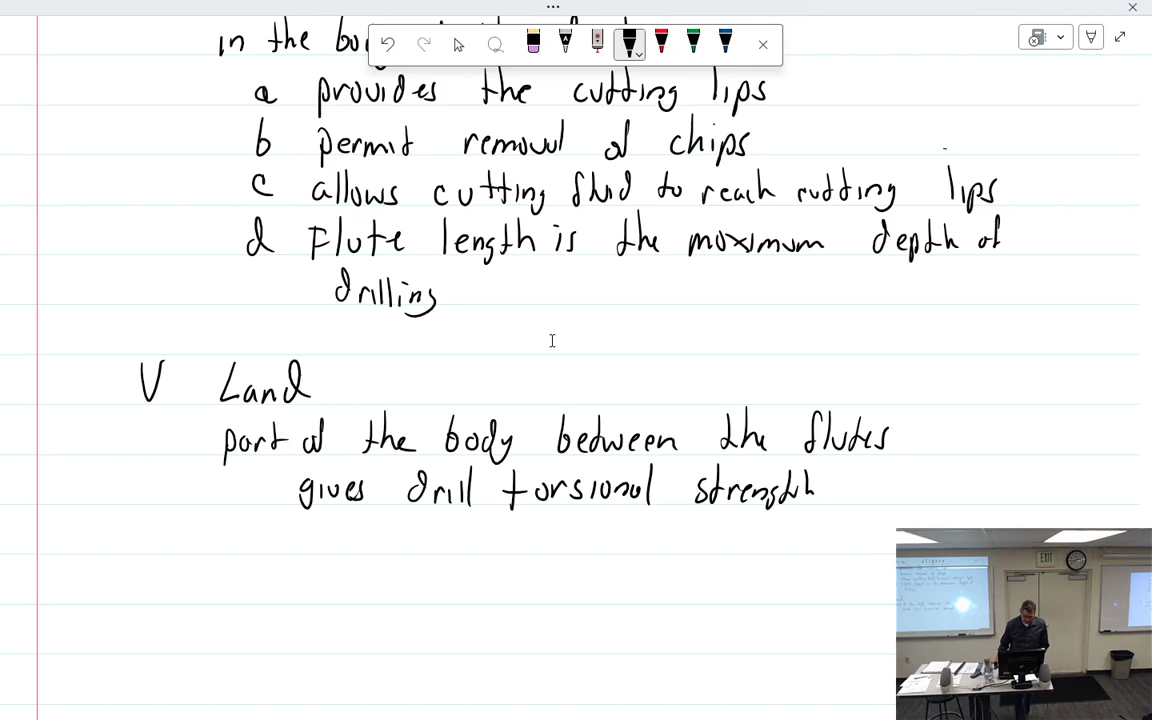 in the
a provides the cutting lips
b permit removal of chips
c allows cutting fluid to reach cutting lips
d Flute length is the maximum depth of
drilling
V Land
part of the body between the flutes
gives drill torsional strength
EXIT